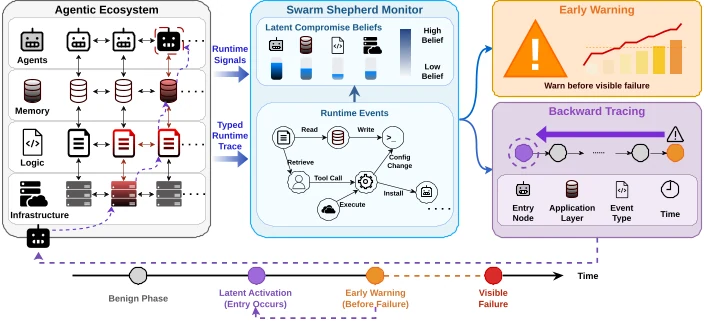 Agentic Ecosystem
Agents
Memory
Logic
Infrastructure
Runtime
Signals
Typed
Runtime
Trace
Swarm Shepherd Monitor
Latent Compromise Beliefs
High
Belief
Low
Belief
Runtime Events
Read
Write
Retrieve
Config
Change
Tool Call
Execute
Install
Early Warning
Warn before visible failure
Backward Tracing
Entry
Node
Application
Layer
Event
Type
Time
Time
Benign Phase
Latent Activation
(Entry Occurs)
Early Warning
(Before Failure)
Visible
Failure